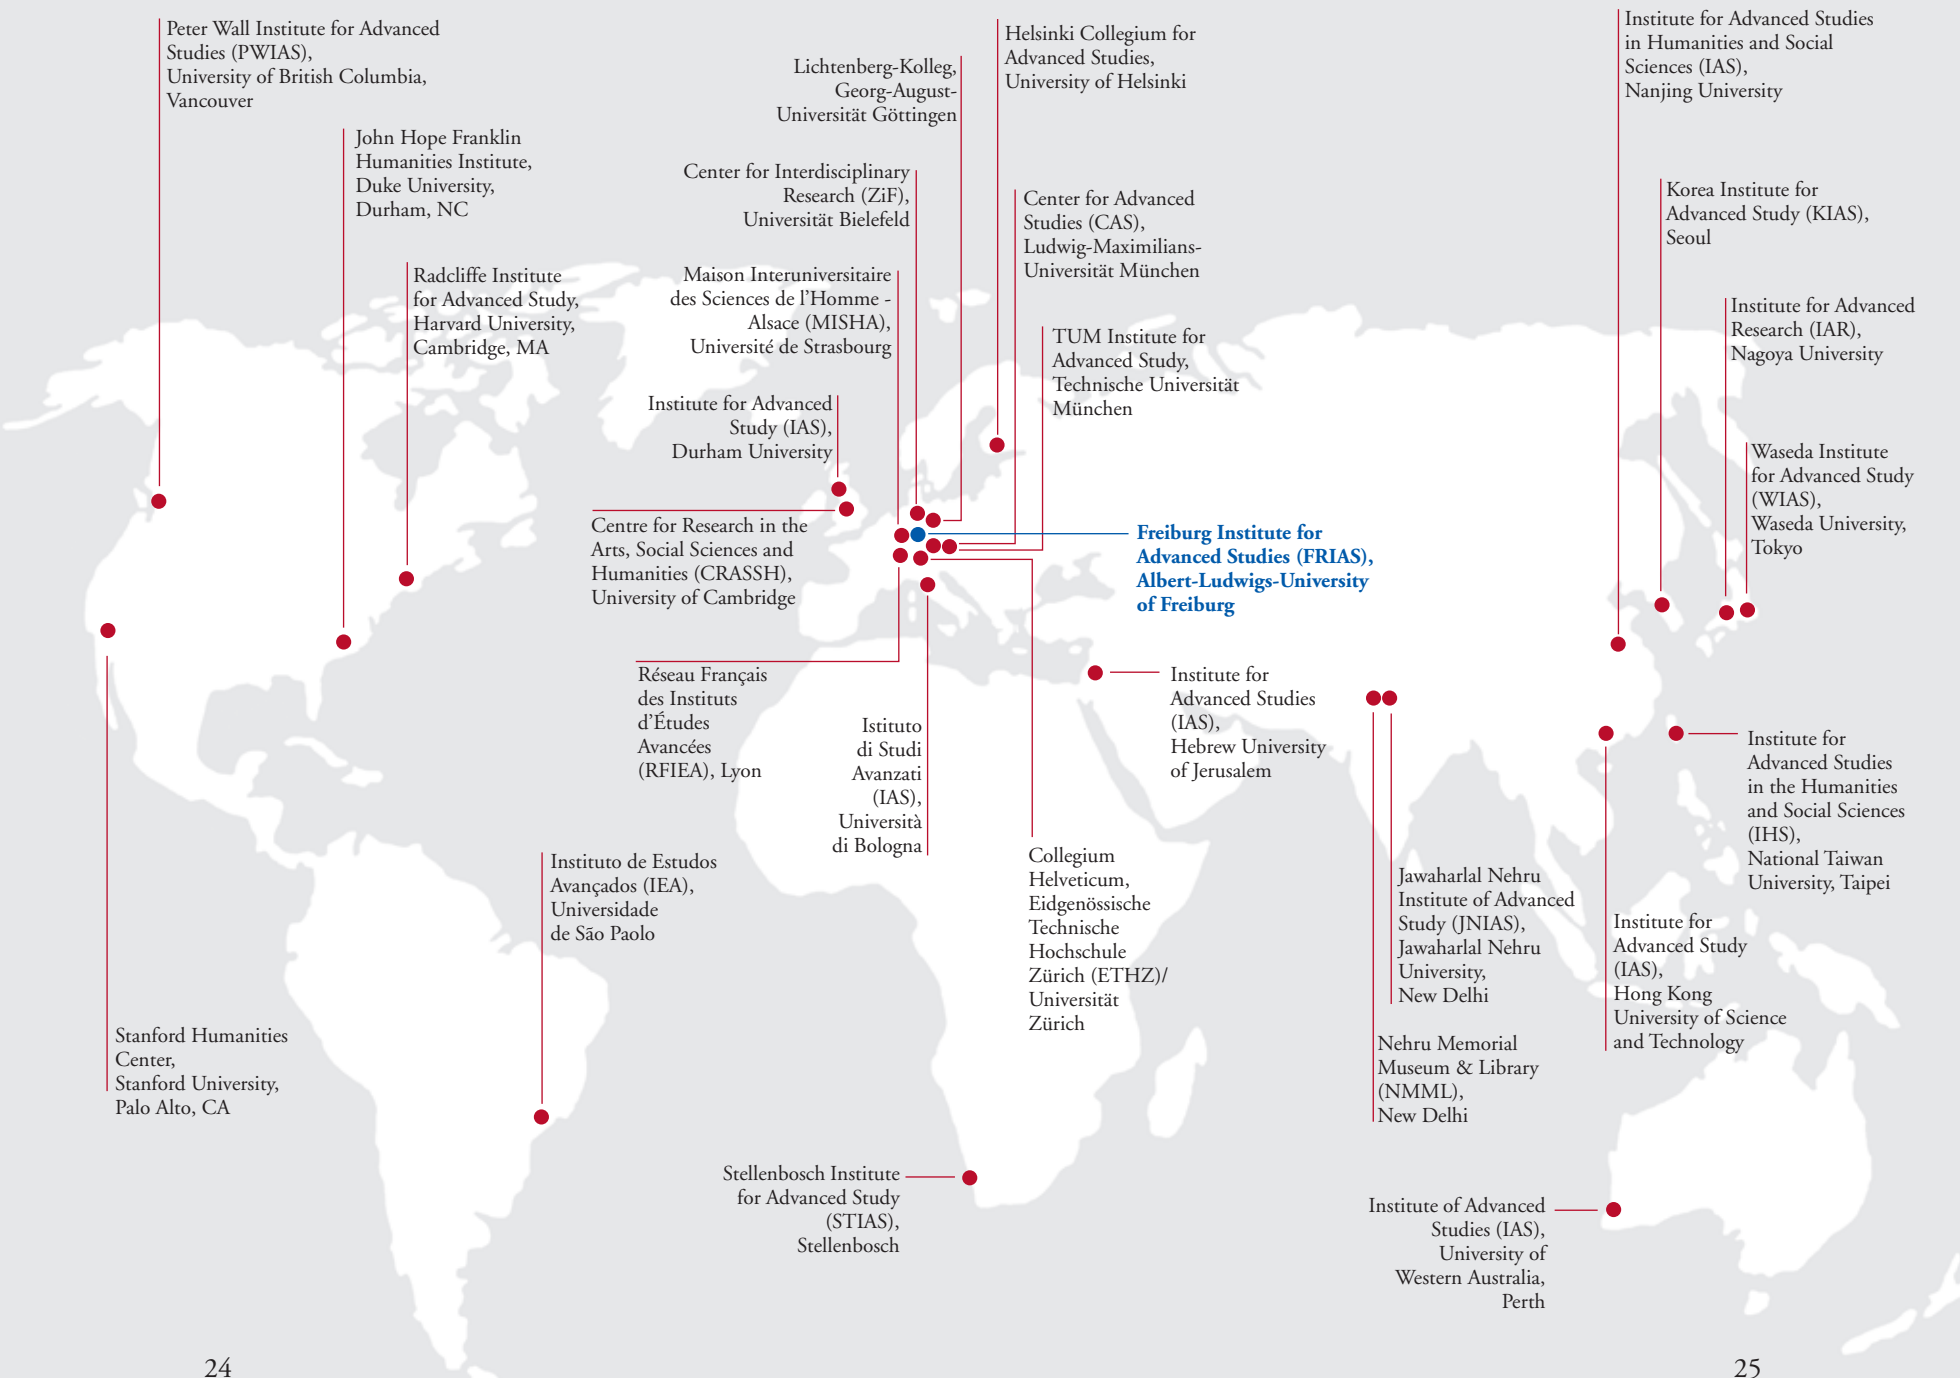 Peter Wall Institute for Advanced
Studies (PWIAS),
University of British Columbia,
Vancouver
John Hope Franklin
Humanities Institute,
Duke University,
Durham, NC
Radcliffe Institute
for Advanced Study,
Harvard University,
Cambridge, MA
Lichtenberg-Kolleg,
Georg-August-
Universität Göttingen
Center for Interdisciplinary
Research (ZiF),
Universität Bielefeld
Maison Interuniversitaire
des Sciences de l'Homme -
Alsace (MISHA),
Université de Strasbourg
Institute for Advanced
Study (IAS),
Durham University
Centre for Research in the
Arts, Social Sciences and
Humanities (CRASSH),
University of Cambridge
Helsinki Collegium for
Advanced Studies,
University of Helsinki
Center for Advanced
Studies (CAS),
Ludwig-Maximilians-
Universität München
TUM Institute for
Advanced Study,
Technische Universität
München
Freiburg Institute for
Advanced Studies (FRIAS),
Albert-Ludwigs-University
of Freiburg
Institute for Advanced Studies
in Humanities and Social
Sciences (IAS),
Nanjing University
Korea Institute for
Advanced Study (KIAS),
Seoul
Institute for Advanced
Research (IAR),
Nagoya University
Waseda Institute
for Advanced Study
(WIAS),
Waseda University,
Tokyo
Réseau Français
des Instituts
d'Études
Avancées
(RFIEA), Lyon
Istituto
di Studi
Avanzati
(IAS),
Università
di Bologna
Institute for
Advanced Studies
(IAS),
Hebrew University
of Jerusalem
Collegium
Helveticum,
Eidgenössische
Technische
Hochschule
Zürich (ETHZ)/
Universität
Zürich
Instituto de Estudos
Avançados (IEA),
Universidade
de São Paolo
Stanford Humanities
Center,
Stanford University,
Palo Alto, CA
Stellenbosch Institute
for Advanced Study
(STIAS),
Stellenbosch
Jawaharlal Nehru
Institute of Advanced
Study (JNIAS),
Jawaharlal Nehru
University,
New Delhi
Nehru Memorial
Museum & Library
(NMML),
New Delhi
Institute for
Advanced Studies
in the Humanities
and Social Sciences
(IHS),
National Taiwan
University, Taipei
Institute for
Advanced Study
(IAS),
Hong Kong
University of Science
and Technology
Institute of Advanced
Studies (IAS),
University of
Western Australia,
Perth
24
25